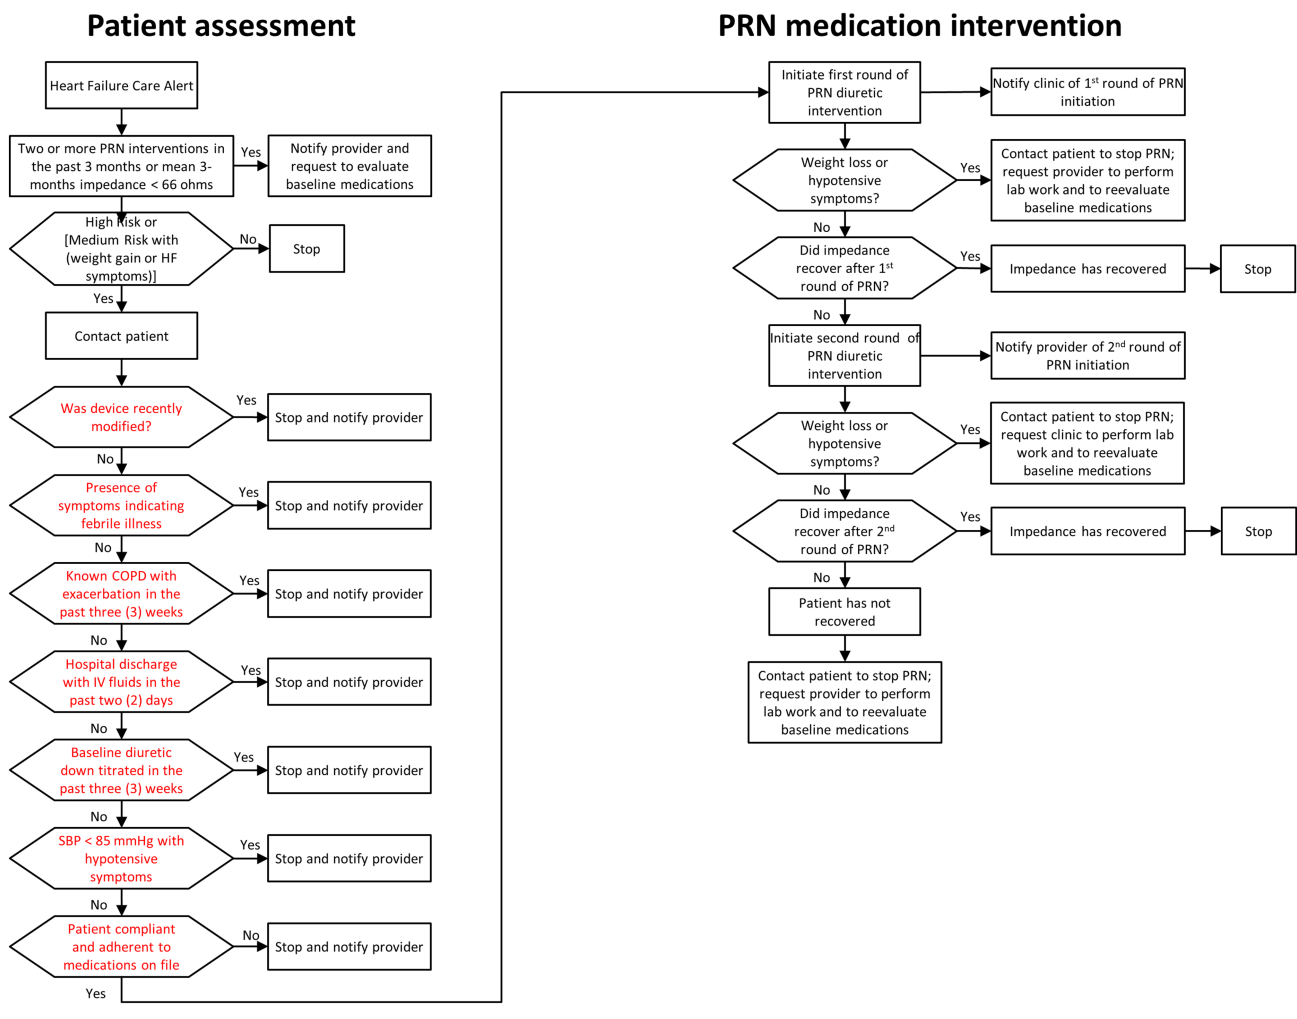 Patient assessment
Heart Failure Care Alert
Two or more PRN interventions in
the past 3 months or mean 3-
months impedance < 66 ohms
Yes
Notify provider and
request to evaluate
baseline medications
High Risk or
[Medium Risk with
(weight gain or HF
symptoms)]
No
Stop
Yes
Contact patient
Was device recently
modified?
Yes
Stop and notify provider
No
Presence of
symptoms indicating
febrile illness
Yes
Stop and notify provider
No
Known COPD with
exacerbation in the
past three (3) weeks
Yes
Stop and notify provider
No
Hospital discharge
with IV fluids in the
past two (2) days
Yes
Stop and notify provider
No
Baseline diuretic
down titrated in the
past three (3) weeks
Yes
Stop and notify provider
No
SBP < 85 mmHg with
hypotensive
symptoms
Yes
Stop and notify provider
No
Patient compliant
and adherent to
medications on file
No
Stop and notify provider
Yes
PRN medication intervention
Initiate first round of
PRN diuretic
intervention
Notify clinic of 1st round of PRN
initiation
Weight loss or
hypotensive
symptoms?
Yes
Contact patient to stop PRN;
request provider to perform
lab work and to reevaluate
baseline medications
No
Did impedance
recover after 1st
round of PRN?
Yes
Impedance has recovered
Stop
No
Initiate second round of
PRN diuretic
intervention
Notify provider of 2nd round of
PRN initiation
Weight loss or
hypotensive
symptoms?
Yes
Contact patient to stop PRN;
request clinic to perform lab
work and to reevaluate
baseline medications
No
Did impedance
recover after 2nd
round of PRN?
Yes
Impedance has recovered
Stop
No
Patient has not
recovered
Contact patient to stop PRN;
request provider to perform
lab work and to reevaluate
baseline medications